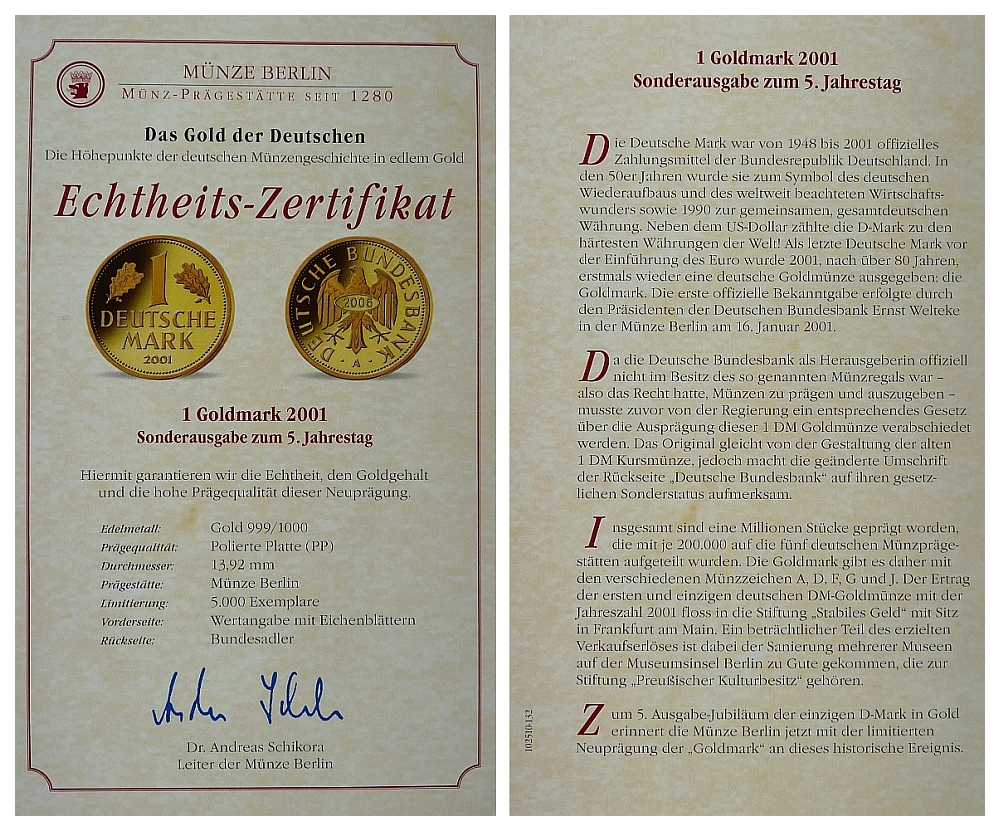 MÜNZE BERLIN
MÜNZ-PRÄGESTÄTTE SEIT 1280
Das Gold der Deutschen
Die Höhepunkte der deutschen Münzengeschichte in edlem Gold
Echtheits-Zertifikat
1
DEUTSCHE
MARK
2001
DEUTSCHE BUNDESBANK
2006
A
1 Goldmark 2001
Sonderausgabe zum 5. Jahrestag
Hiermit garantieren wir die Echtheit, den Goldgehalt
und die hohe Prägequalität dieser Neuprägung.
Edelmetall: Gold 999/1000
Prägequalität: Polierte Platte (PP)
Durchmesser: 13,92 mm
Prägestätte: Münze Berlin
Limitierung: 5.000 Exemplare
Vorderseite: Wertangabe mit Eichenblättern
Rückseite: Bundesadler
Dr. Andreas Schikora
Leiter der Münze Berlin
1 Goldmark 2001
Sonderausgabe zum 5. Jahrestag
Die Deutsche Mark war von 1948 bis 2001 offizielles
Zahlungsmittel der Bundesrepublik Deutschland. In
den 50er Jahren wurde sie zum Symbol des deutschen
Wiederaufbaus und des weltweit beachteten Wirtschafts-
wunders sowie 1990 zur gemeinsamen, gesamtdeutschen
Währung. Neben dem US-Dollar zählte die D-Mark zu den
härtesten Währungen der Welt! Als letzte Deutsche Mark vor
der Einführung des Euro wurde 2001, nach über 80 Jahren,
erstmals wieder eine deutsche Goldmünze ausgegeben: die
Goldmark. Die erste offizielle Bekanntgabe erfolgte durch
den Präsidenten der Deutschen Bundesbank Ernst Welteke
in der Münze Berlin am 16. Januar 2001.
Da die Deutsche Bundesbank als Herausgeberin offiziell
nicht im Besitz des so genannten Münzregals war –
also das Recht hatte, Münzen zu prägen und auszugeben –
musste zuvor von der Regierung ein entsprechendes Gesetz
über die Ausprägung dieser 1 DM Goldmünze verabschiedet
werden. Das Original gleicht von der Gestaltung der alten
1 DM Kursmünze, jedoch macht die geänderte Umschrift
der Rückseite „Deutsche Bundesbank“ auf ihren gesetz-
lichen Sonderstatus aufmerksam.
Insgesamt sind eine Millionen Stücke geprägt worden,
die mit je 200.000 auf die fünf deutschen Münzpräge-
stätten aufgeteilt wurden. Die Goldmark gibt es daher mit
den verschiedenen Münzzeichen A, D, F, G und J. Der Ertrag
der ersten und einzigen deutschen DM-Goldmünze mit der
Jahreszahl 2001 floss in die Stiftung „Stabiles Geld“ mit Sitz
in Frankfurt am Main. Ein beträchtlicher Teil des erzielten
Verkaufserlöses ist dabei der Sanierung mehrerer Museen
auf der Museumsinsel Berlin zu Gute gekommen, die zur
Stiftung „Preußischer Kulturbesitz“ gehören.
Zum 5. Ausgabe-Jubiläum der einzigen D-Mark in Gold
erinnert die Münze Berlin jetzt mit der limitierten
Neuprägung der „Goldmark“ an dieses historische Ereignis.
102510-132